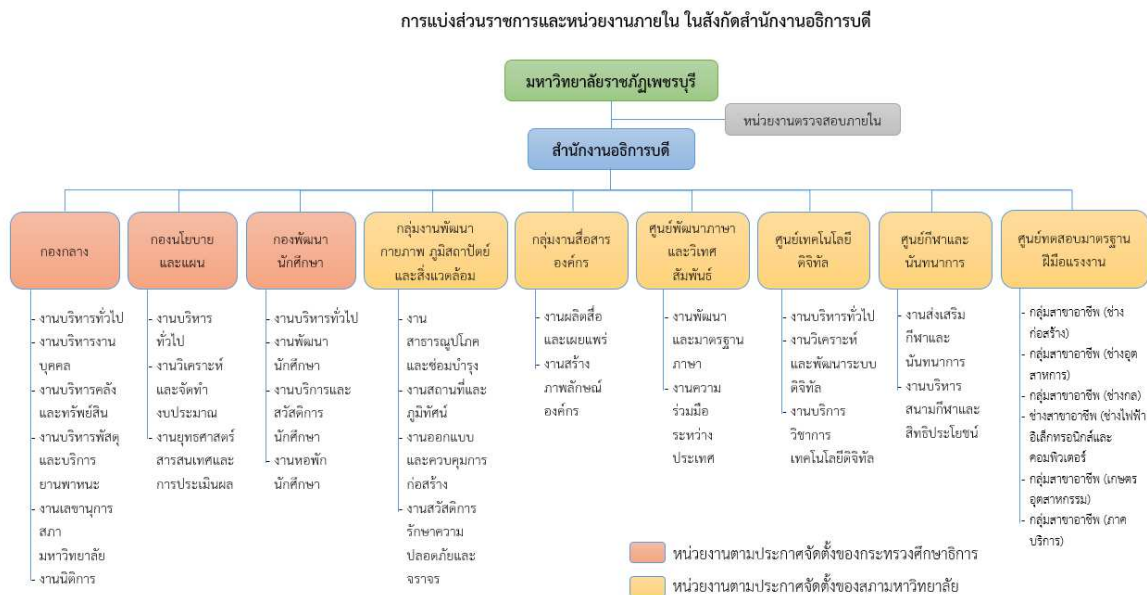 การแบ่งส่วนราชการและหน่วยงานภายใน ในสังกัดสำนักงานอธิการบดี
มหาวิทยาลัยราชภัฏเพชรบุรี
หน่วยงานตรวจสอบภายใน
สำนักงานอธิการบดี
กองกลาง
- งานบริหารทั่วไป
- งานบริหารงาน
บุคคล
- งานบริหารคลัง
และทรัพย์สิน
- งานบริหารพัสดุ
และบริการ
ยานพาหนะ
- งานเลขานุการ
สภา
มหาวิทยาลัย
- งานนิติการ
กองนโยบาย
และแผน
- งานบริหาร
ทั่วไป
- งานวิเคราะห์
และจัดทำ
งบประมาณ
- งานยุทธศาสตร์
สารสนเทศและ
การประเมินผล
กองพัฒนา
นักศึกษา
- งานบริหารทั่วไป
- งานพัฒนา
นักศึกษา
- งานบริการและ
สวัสดิการ
นักศึกษา
- งานหอพัก
นักศึกษา
กลุ่มงานพัฒนา
กายภาพ ภูมิสถาปัตย์
และสิ่งแวดล้อม
- งาน
สาธารณูปโภค
และซ่อมบำรุง
- งานสถานที่และ
ภูมิทัศน์
- งานออกแบบ
และควบคุมการ
ก่อสร้าง
- งานสวัสดิการ
รักษาความ
ปลอดภัยและ
จราจร
กลุ่มงานสื่อสาร
องค์กร
- งานผลิตสื่อ
และเผยแพร่
- งานสร้าง
ภาพลักษณ์
องค์กร
ศูนย์พัฒนาภาษา
และวิเทศ
สัมพันธ์
- งานพัฒนา
และมาตรฐาน
ภาษา
- งานความ
ร่วมมือ
ระหว่าง
ประเทศ
ศูนย์เทคโนโลยี
ดิจิทัล
- งานบริหารทั่วไป
- งานวิเคราะห์
และพัฒนาระบบ
ดิจิทัล
- งานบริการ
วิชาการ
เทคโนโลยีดิจิทัล
ศูนย์กีฬาและ
นันทนาการ
- งานส่งเสริม
กีฬาและ
นันทนาการ
- งานบริหาร
สนามกีฬาและ
สิทธิประโยชน์
ศูนย์ทดสอบมาตรฐาน
ฝีมือแรงงาน
- กลุ่มสาขาอาชีพ (ช่าง
ก่อสร้าง)
- กลุ่มสาขาอาชีพ (ช่างอุต
สาหการ)
- กลุ่มสาขาอาชีพ (ช่างกล)
- ช่างสาขาอาชีพ (ช่างไฟฟ้า
อิเล็กทรอนิกส์และ
คอมพิวเตอร์)
- กลุ่มสาขาอาชีพ (เกษตร
อุตสาหกรรม)
- กลุ่มสาขาอาชีพ (ภาค
บริการ)
หน่วยงานตามประกาศจัดตั้งของกระทรวงศึกษาธิการ
หน่วยงานตามประกาศจัดตั้งของสภามหาวิทยาลัย